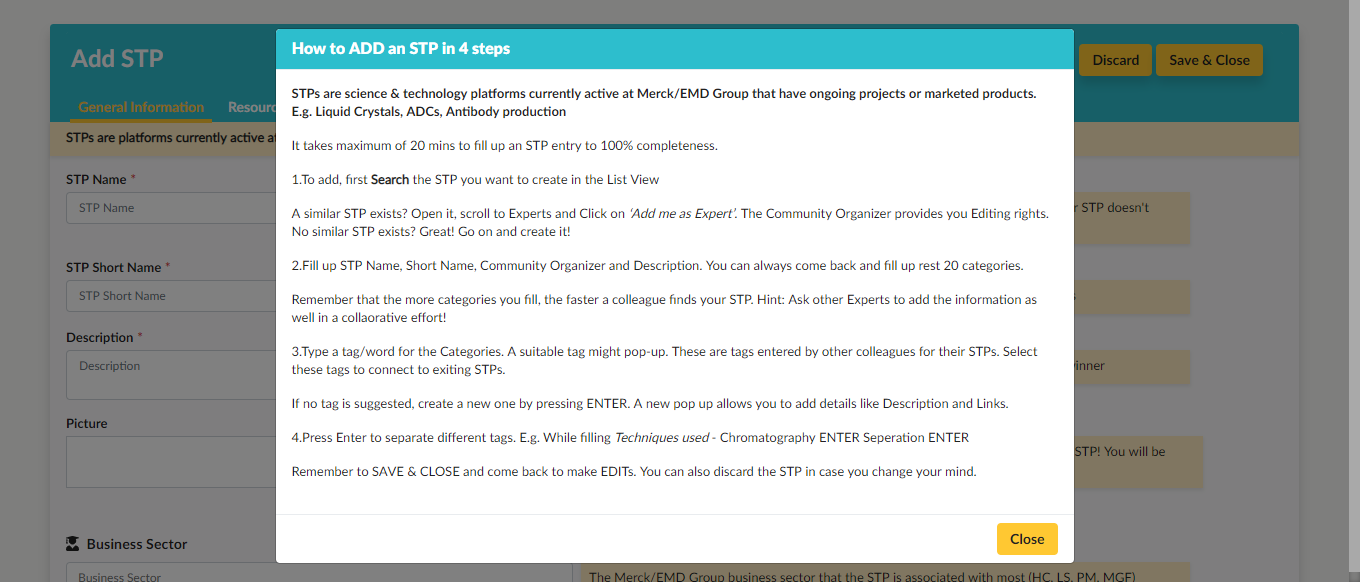 How to ADD an STP in 4 steps
Add STP
Discard
Save & Close
General Information
Resourc
STPs are science & technology platforms currently active at Merck/EMD Group that have ongoing projects or marketed products.
E.g. Liquid Crystals, ADCs, Antibody production
STPs are platforms currently active at
It takes maximum of 20 mins to fill up an STP entry to 100% completeness.
STP Name *
1.To add, first Search the STP you want to create in the List View
STP Name
r STP doesn't
A similar STP exists? Open it, scroll to Experts and Click on ‘Add me as Expert’. The Community Organizer provides you Editing rights.
No similar STP exists? Great! Go on and create it!
STP Short Name *
2.Fill up STP Name, Short Name, Community Organizer and Description. You can always come back and fill up rest 20 categories.
STP Short Name
Remember that the more categories you fill, the faster a colleague finds your STP. Hint: Ask other Experts to add the information as
well in a collaorative effort!
Description *
3.Type a tag/word for the Categories. A suitable tag might pop-up. These are tags entered by other colleagues for their STPs. Select
these tags to connect to exiting STPs.
Description
inner
If no tag is suggested, create a new one by pressing ENTER. A new pop up allows you to add details like Description and Links.
Picture
4.Press Enter to separate different tags. E.g. While filling Techniques used - Chromatography ENTER Seperation ENTER
STP! You will be
Remember to SAVE & CLOSE and come back to make EDITs. You can also discard the STP in case you change your mind.
Close
Business Sector
Business Sector
The Merck/EMD Group business sector that the STP is associated with most (HC, LS, PM, MGF)